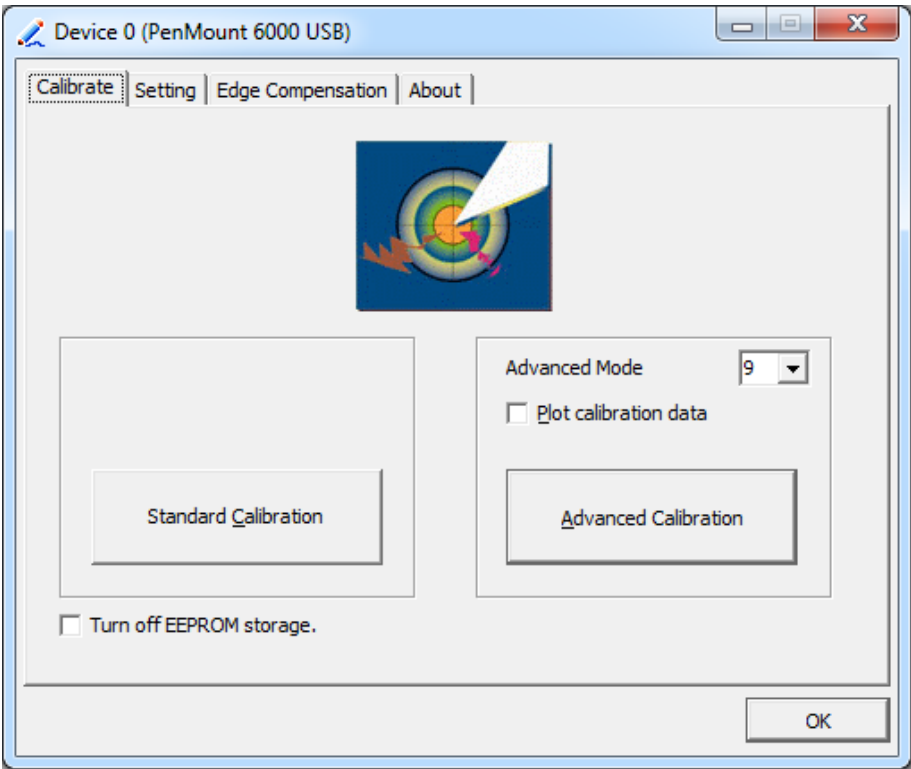 Device 0 (PenMount 6000 USB)
Calibrate Setting Edge Compensation About
Advanced Mode 9
Plot calibration data
Standard Calibration
Advanced Calibration
Turn off EEPROM storage.
OK